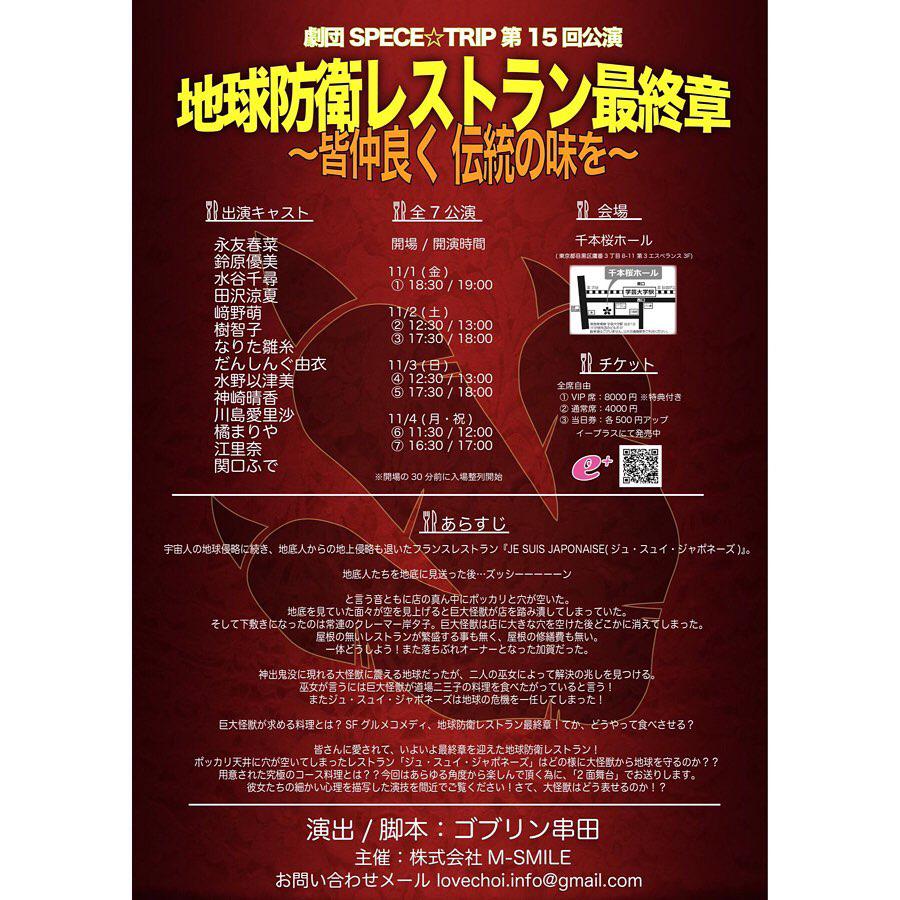 劇団 SPECE☆TRIP 第 15 回公演
地球防衛レストラン最終章
〜皆仲良く 伝統の味を〜
出演キャスト
永友春菜
鈴原優美
水谷千尋
田沢涼夏
﨑野萌
樹智子
なりた雛糸
だんしんぐ由衣
水野以津美
神崎晴香
川島愛里沙
橘まりや
江里奈
関口ふで
全 7 公演
開場 / 開演時間
11/1 ( 金 )
① 18:30 / 19:00
11/2 ( 土 )
② 12:30 / 13:00
③ 17:30 / 18:00
11/3 ( 日 )
④ 12:30 / 13:00
⑤ 17:30 / 18:00
11/4 ( 月・祝 )
⑥ 11:30 / 12:00
⑦ 16:30 / 17:00
※開場の 30 分前に入場整列開始
会場
千本桜ホール
( 東京都目黒区鷹番 3 丁目 8-11 第 3 エスペランス 3F)
千本桜ホール
東口
学芸大学駅
西口
チケット
全席自由
① VIP 席：8000 円 ※特典付き
② 通常席：4000 円
③ 当日券：各 500 円アップ
イープラスにて発売中
e+
あらすじ
宇宙人の地球侵略に続き、地底人からの地上侵略も退いたフランスレストラン『JE SUIS JAPONAISE( ジュ・スュイ・ジャポネーズ )』。
地底人たちを地底に見送った後…ズッシーーーーーン
と言う音ともに店の真ん中にポッカリと穴が空いた。
地底を見ていた面々が空を見上げると巨大怪獣が店を踏み潰してしまっていた。
そして下敷きになったのは常連のクレーマー岸夕子。巨大怪獣は店に大きな穴を空けた後どこかに消えてしまった。
屋根の無いレストランが繁盛する事も無く、屋根の修繕費も無い。
一体どうしよう！また落ちぶれオーナーとなった加賀だった。
神出鬼没に現れる大怪獣に震える地球だったが、二人の巫女によって解決の兆しを見つける。
巫女が言うには巨大怪獣が道場二三子の料理を食べたがっていると言う！
またジュ・スュイ・ジャポネーズは地球の危機を一任してしまった！
巨大怪獣が求める料理とは？ SF グルメコメディ、地球防衛レストラン最終章！てか、どうやって食べさせる？
皆さんに愛されて、いよいよ最終章を迎えた地球防衛レストラン！
ポッカリ天井に穴が空いてしまったレストラン「ジュ・スュイ・ジャポネーズ」はどの様に大怪獣から地球を守るのか？？
用意された究極のコース料理とは？？今回はあらゆる角度から楽しんで頂く為に、「2 面舞台」でお送りします。
彼女たちの細かい心理を描写した演技を間近でご覧ください！さて、大怪獣はどう表せるのか！？
演出 / 脚本：ゴブリン串田
主催：株式会社 M-SMILE
お問い合わせメール lovechoi.info@gmail.com